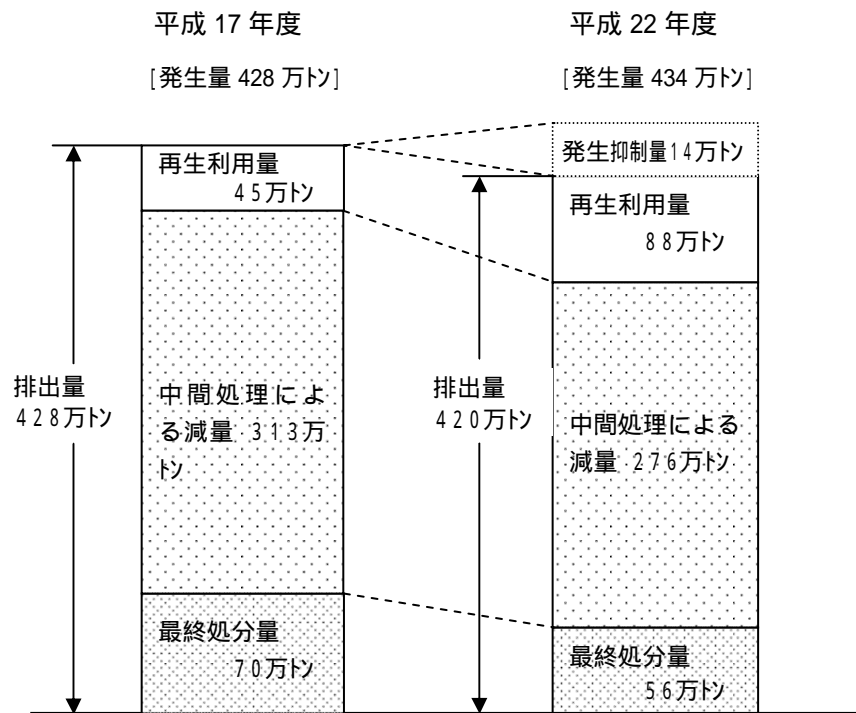 平成 17 年度
[発生量 428 万トン]
再生利用量
45万トン
排出量
428万トン
中間処理によ
る減量 313万
トン
最終処分量
70万トン
平成 22 年度
[発生量 434 万トン]
発生抑制量14万トン
再生利用量
88万トン
排出量
420万トン
中間処理による
減量 276万トン
最終処分量
56万トン